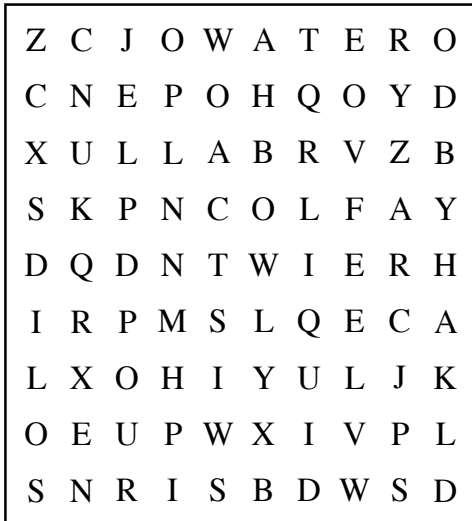 Z C J O W A T E R O
C N E P O H Q O Y D
X U L L A B R V Z B
S K P N C O L F A Y
D Q D N T W I E R H
I R P M S L Q E C A
L X O H I Y U L J K
O E U P W X I V P L
S N R I S B D W S D